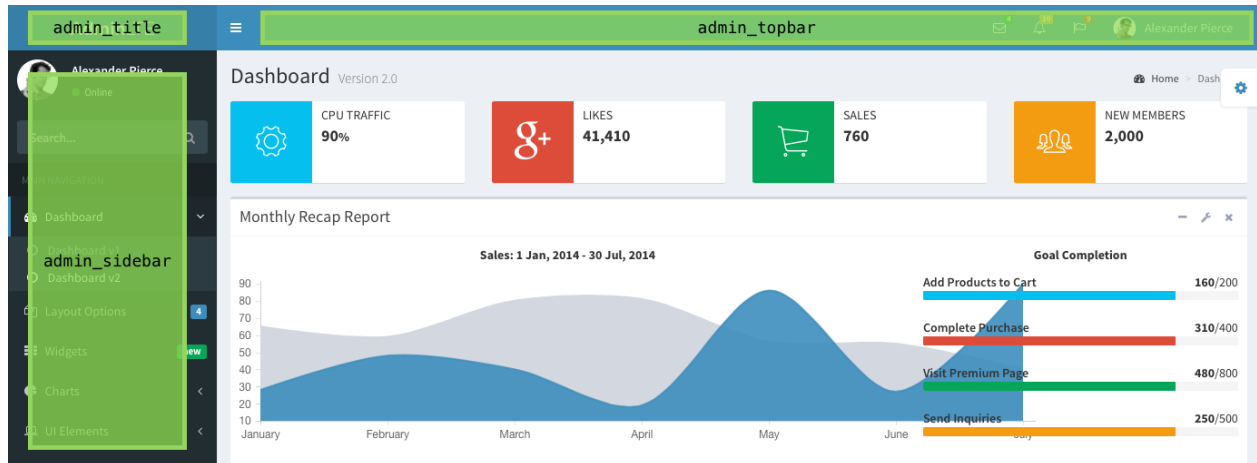 admin_title
admin_topbar
Alexander Pierce
Alexander Pierce
Online
Search...
MAIN NAVIGATION
Dashboard
Dashboard v1
admin_sidebar
Dashboard v2
Layout Options
4
Widgets
new
Charts
UI Elements
Dashboard Version 2.0
Home > Dash
CPU TRAFFIC
90%
g+
LIKES
41,410
SALES
760
NEW MEMBERS
2,000
Monthly Recap Report
Sales: 1 Jan, 2014 - 30 Jul, 2014
90
80
70
60
50
40
30
20
10
January February March April May June July
Goal Completion
Add Products to Cart 160/200
Complete Purchase 310/400
Visit Premium Page 480/800
Send Inquiries 250/500